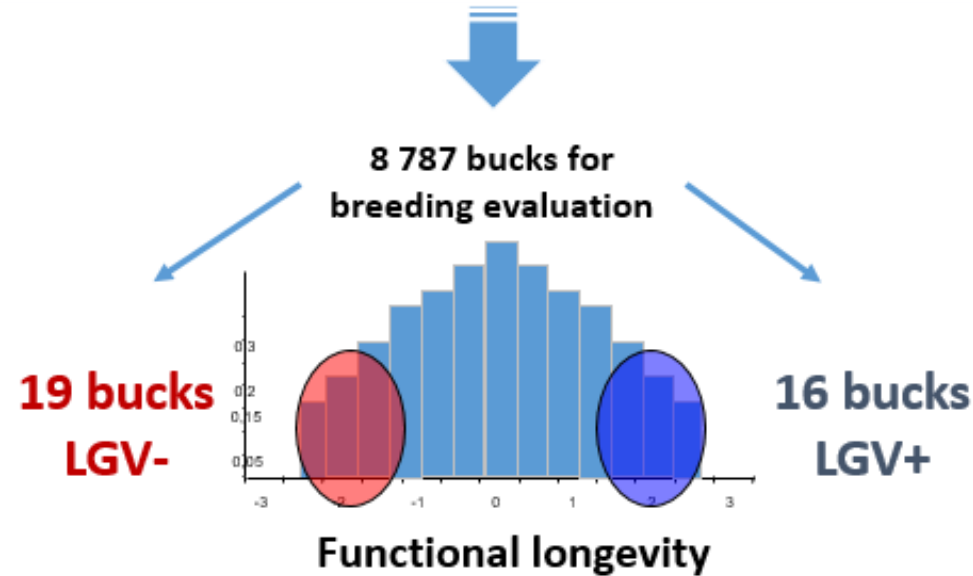 8 787 bucks for
breeding evaluation
19 bucks
LGV-
16 bucks
LGV+
0,3
0,2
0,15
0,05
-3 -2 -1 0 1 2 3
Functional longevity